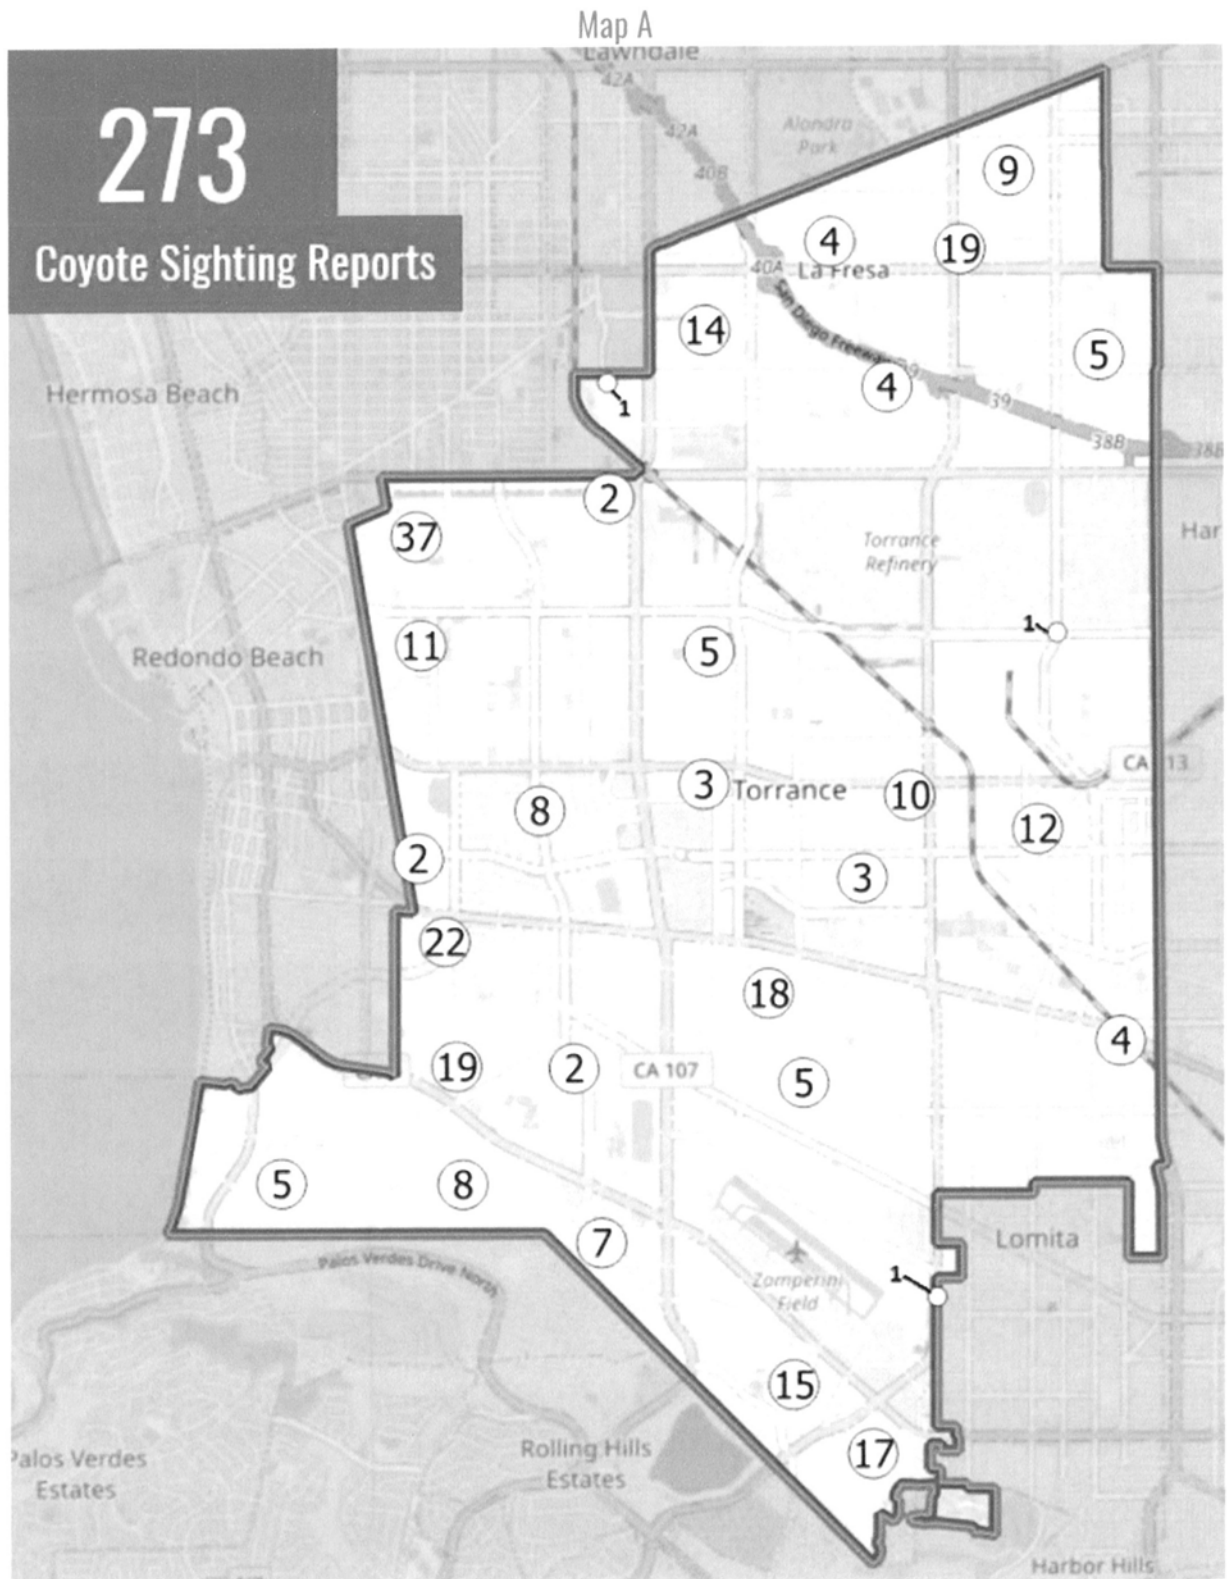 Map A
Lawndale
273
42A
Alondra
Park
42A
40B
9
4
19
Coyote Sighting Reports
40A
La Fresa
14
San Diego Freeway
39
5
4
Hermosa Beach
39
1
38B
38B
2
37
Torrance
Refinery
Har
1
11
5
Redondo Beach
CA
13
3
Torrance
10
8
12
2
3
22
18
4
19
2
CA 107
5
5
8
7
Lomita
Palos Verdes Drive North
1
Zamperini
Field
15
Palos Verdes
Estates
Rolling Hills
Estates
17
Harbor Hills